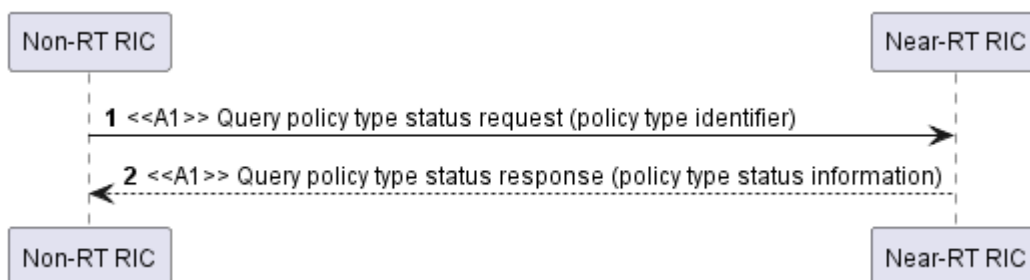 Non-RT RIC
Near-RT RIC
1 <<A1>> Query policy type status request (policy type identifier)
2 <<A1>> Query policy type status response (policy type status information)
Non-RT RIC
Near-RT RIC